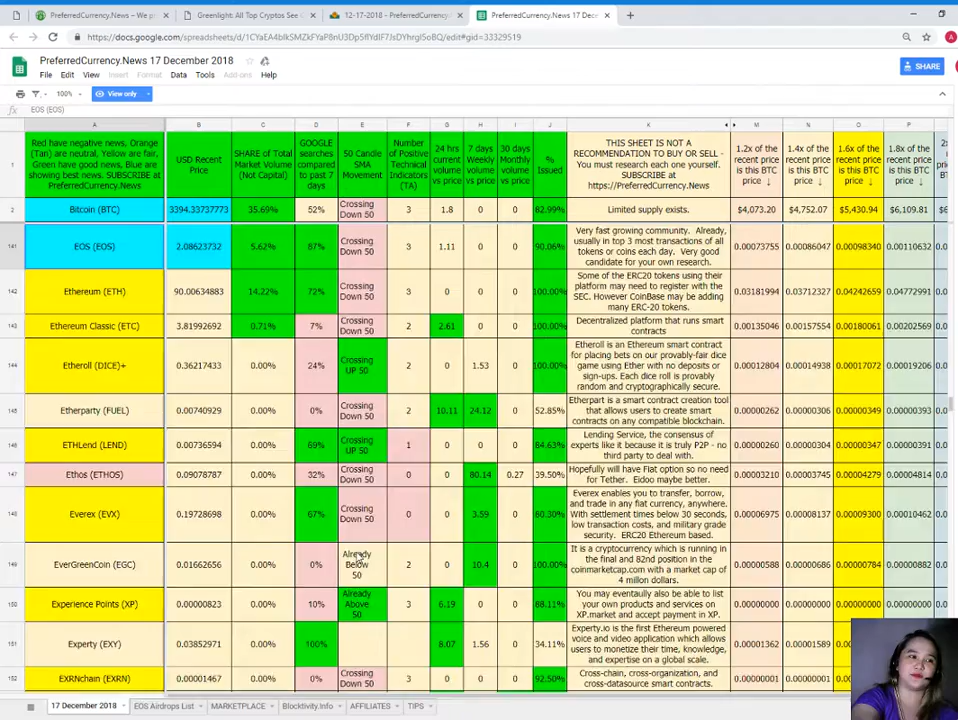 PreferredCurrency.News – We p
Greenlight: All Top Cryptos See
12-17-2018 - PreferredCurrency
PreferredCurrency.News 17 Dece
PreferredCurrency.News 17 December 2018
File Edit View Insert Format Data Tools Add-ons Help
SHARE
100%
View only
fx EOS (EOS)
A B C D E F G H I J K M N O P
1
Red have negative news, Orange (Tan) are neutral, Yellow are fair, Green have good news, Blue are showing best news. SUBSCRIBE at PreferredCurrency.News
USD Recent Price
SHARE of Total Market Volume (Not Capital)
GOOGLE searches compared to past 7 days
50 Candle SMA Movement
Number of Positive Technical Indicators (TA)
24 hrs current volume vs price
7 days Weekly volume vs price
30 days Monthly volume vs price
% Issued
THIS SHEET IS NOT A RECOMMENDATION TO BUY OR SELL - You must research each one yourself. SUBSCRIBE at https://PreferredCurrency.News
1.2x of the recent price is this BTC price ↓
1.4x of the recent price is this BTC price ↓
1.6x of the recent price is this BTC price ↓
1.8x of the recent price is this BTC price ↓
2 Bitcoin (BTC) 3394.33737773 35.69% 52% Crossing Down 50 3 1.8 0 0 82.99% Limited supply exists. $4,073.20 $4,752.07 $5,430.94 $6,109.81
141 EOS (EOS) 2.08623732 5.62% 87% Crossing Down 50 3 1.11 0 0 90.06% Very fast growing community. Already, usually in top 3 most transactions of all tokens or coins each day. Very good candidate for your own research. 0.00073755 0.00086047 0.00098340 0.00110632
142 Ethereum (ETH) 90.00634883 14.22% 72% Crossing Down 50 3 0 0 0 100.00% Some of the ERC20 tokens using their platform may need to register with the SEC. However CoinBase may be adding many ERC-20 tokens. 0.03181994 0.03712327 0.04242659 0.04772991
143 Ethereum Classic (ETC) 3.81992692 0.71% 7% Crossing Down 50 2 2.61 0 0 100.00% Decentralized platform that runs smart contracts 0.00135046 0.00157554 0.00180061 0.00202569
144 Etheroll (DICE)+ 0.36217433 0.00% 24% Crossing UP 50 2 0 1.53 0 100.00% Etheroll is an Ethereum smart contract for placing bets on our provably-fair dice game using Ether with no deposits or sign-ups. Each dice roll is provably random and cryptographically secure. 0.00012804 0.00014938 0.00017072 0.00019206
145 Etherparty (FUEL) 0.00740929 0.00% 0% Crossing Down 50 2 10.11 24.12 0 52.85% Etherpart is a smart contract creation tool that allows users to create smart contracts on any compatible blockchain. 0.00000262 0.00000306 0.00000349 0.00000393
146 ETHLend (LEND) 0.00736594 0.00% 69% Crossing UP 50 1 0 0 0 84.63% Lending Service, the consensus of experts like it because it is truly P2P - no third party to deal with. 0.00000260 0.00000304 0.00000347
147 Ethos (ETHOS) 0.09078787 0.00% 32% Crossing Down 50 0 0 80.14 0.27 39.50% Hopefully will have Fiat option so no need for Tether. Eidoo maybe better. 0.00003210 0.00003745 0.00004279 0.00004814
148 Everex (EVX) 0.19728698 0.00% 67% Crossing Down 50 0 0 3.59 0 80.30% Everex enables you to transfer, borrow, and trade in any fiat currency, anywhere. With settlement times below 30 seconds, low transaction costs, and military grade security. ERC20 Ethereum based. 0.00006975 0.00008137 0.00009300 0.00010462
149 EverGreenCoin (EGC) 0.01662656 0.00% 0% Already Below 50 2 0 10.4 0 100.00% It is a cryptocurrency which is running in the final and 82nd position in the coinmarketcap.com with a market cap of 4 millon dollars. 0.00000588 0.00000686 0.00000784
150 Experience Points (XP) 0.00000823 0.00% 10% Already Above 50 3 6.19 0 0 88.11% You may eventaully also be able to list your own products and services on XP.market and accept payment in XP. 0.00000000 0.00000000 0.00000000 0.00000000
151 Experty (EXY) 0.03852971 0.00% 100% 8.07 1.56 0 34.11% Experty.io is the first Ethereum powered voice and video application which allows users to monetize their time, knowledge, and expertise on a global scale. 0.00001362 0.00001589
152 EXRNchain (EXRN) 0.00001467 0.00% 0% Crossing Down 50 3 0 0 0 92.50% Cross-chain, cross-organization, and cross-datasource smart contracts. 0.00000001 0.00000001
17 December 2018 EOS Airdrops List MARKETPLACE Blocktivity.Info AFFILIATES TIPS